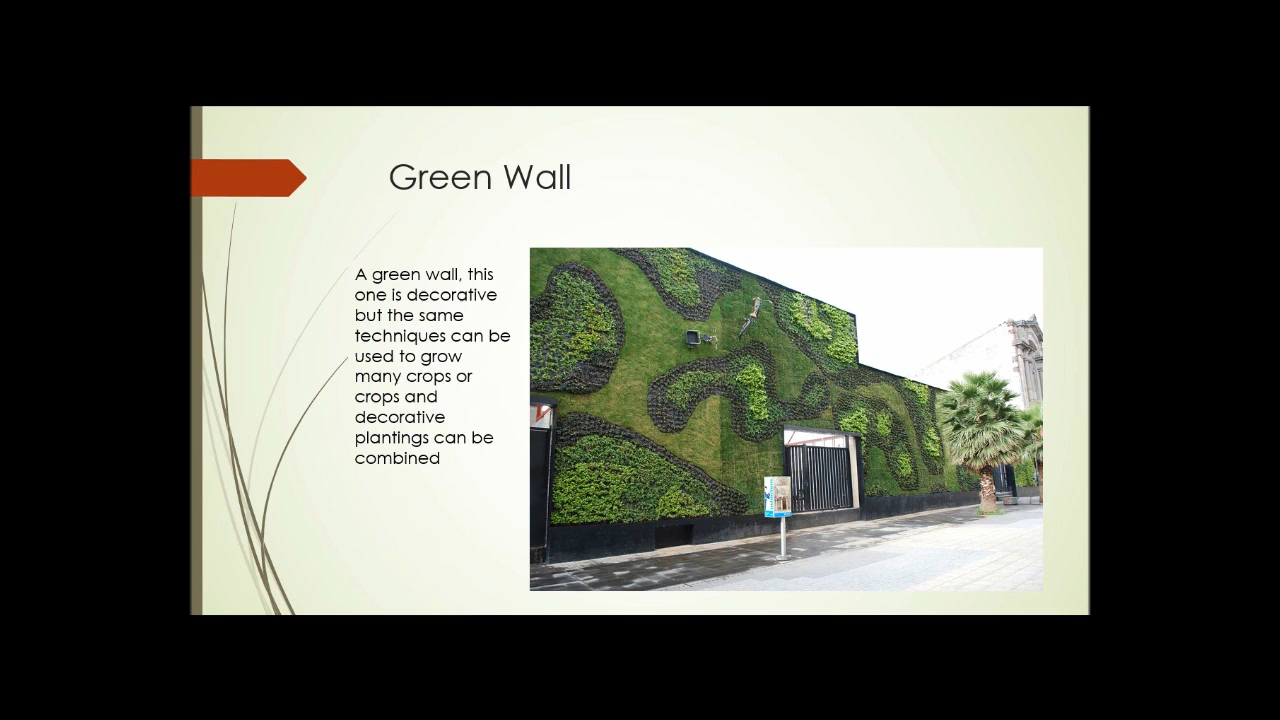 Green Wall
A green wall, this
one is decorative
but the same
techniques can be
used to grow
many crops or
crops and
decorative
plantings can be
combined